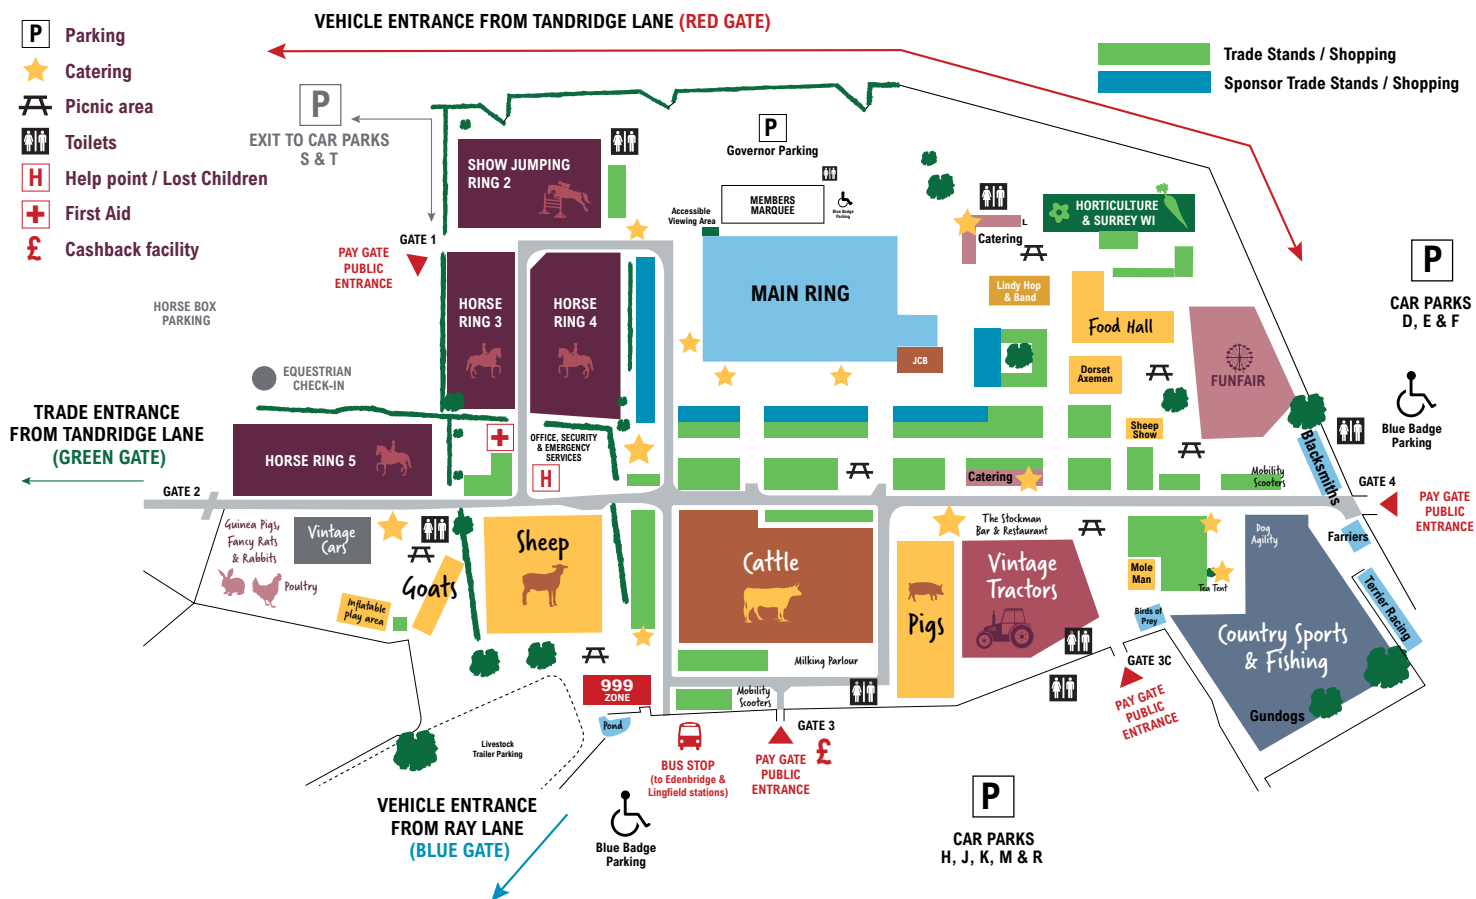 VEHICLE ENTRANCE FROM TANDRIDGE LANE (RED GATE)
P Parking
Catering
Picnic area
Toilets
H Help point / Lost Children
First Aid
£ Cashback facility
Trade Stands / Shopping
Sponsor Trade Stands / Shopping
P
EXIT TO CAR PARKS
S & T
SHOW JUMPING
RING 2
P
Governor Parking
MEMBERS
MARQUEE
Blue Badge
Parking
Accessible
Viewing Area
L
Catering
HORTICULTURE
& SURREY WI
GATE 1
PAY GATE
PUBLIC
ENTRANCE
HORSE BOX
PARKING
HORSE
RING 3
HORSE
RING 4
MAIN RING
JCB
Lindy Hop
& Band
Food Hall
Dorset
Axemen
FUNFAIR
P
CAR PARKS
D, E & F
EQUESTRIAN
CHECK-IN
TRADE ENTRANCE
FROM TANDRIDGE LANE
(GREEN GATE)
HORSE RING 5
OFFICE, SECURITY
& EMERGENCY
SERVICES
H
Sheep
Show
Blacksmiths
Blue Badge
Parking
Catering
Mobility
Scooters
GATE 4
PAY GATE
PUBLIC
ENTRANCE
GATE 2
Guinea Pigs,
Fancy Rats
& Rabbits
Poultry
Vintage
Cars
Goats
Inflatable
play area
Sheep
Cattle
Pigs
The Stockman
Bar & Restaurant
Vintage
Tractors
Mole
Man
Tea Tent
Birds of
Prey
Dog
Agility
Farriers
Terrier Racing
Country Sports
& Fishing
Gundogs
Milking Parlour
999
ZONE
Pond
Mobility
Scooters
Livestock
Trailer Parking
GATE 3C
PAY GATE
PUBLIC
ENTRANCE
BUS STOP
(to Edenbridge &
Lingfield stations)
GATE 3
PAY GATE
PUBLIC
ENTRANCE
£
VEHICLE ENTRANCE
FROM RAY LANE
(BLUE GATE)
Blue Badge
Parking
P
CAR PARKS
H, J, K, M & R